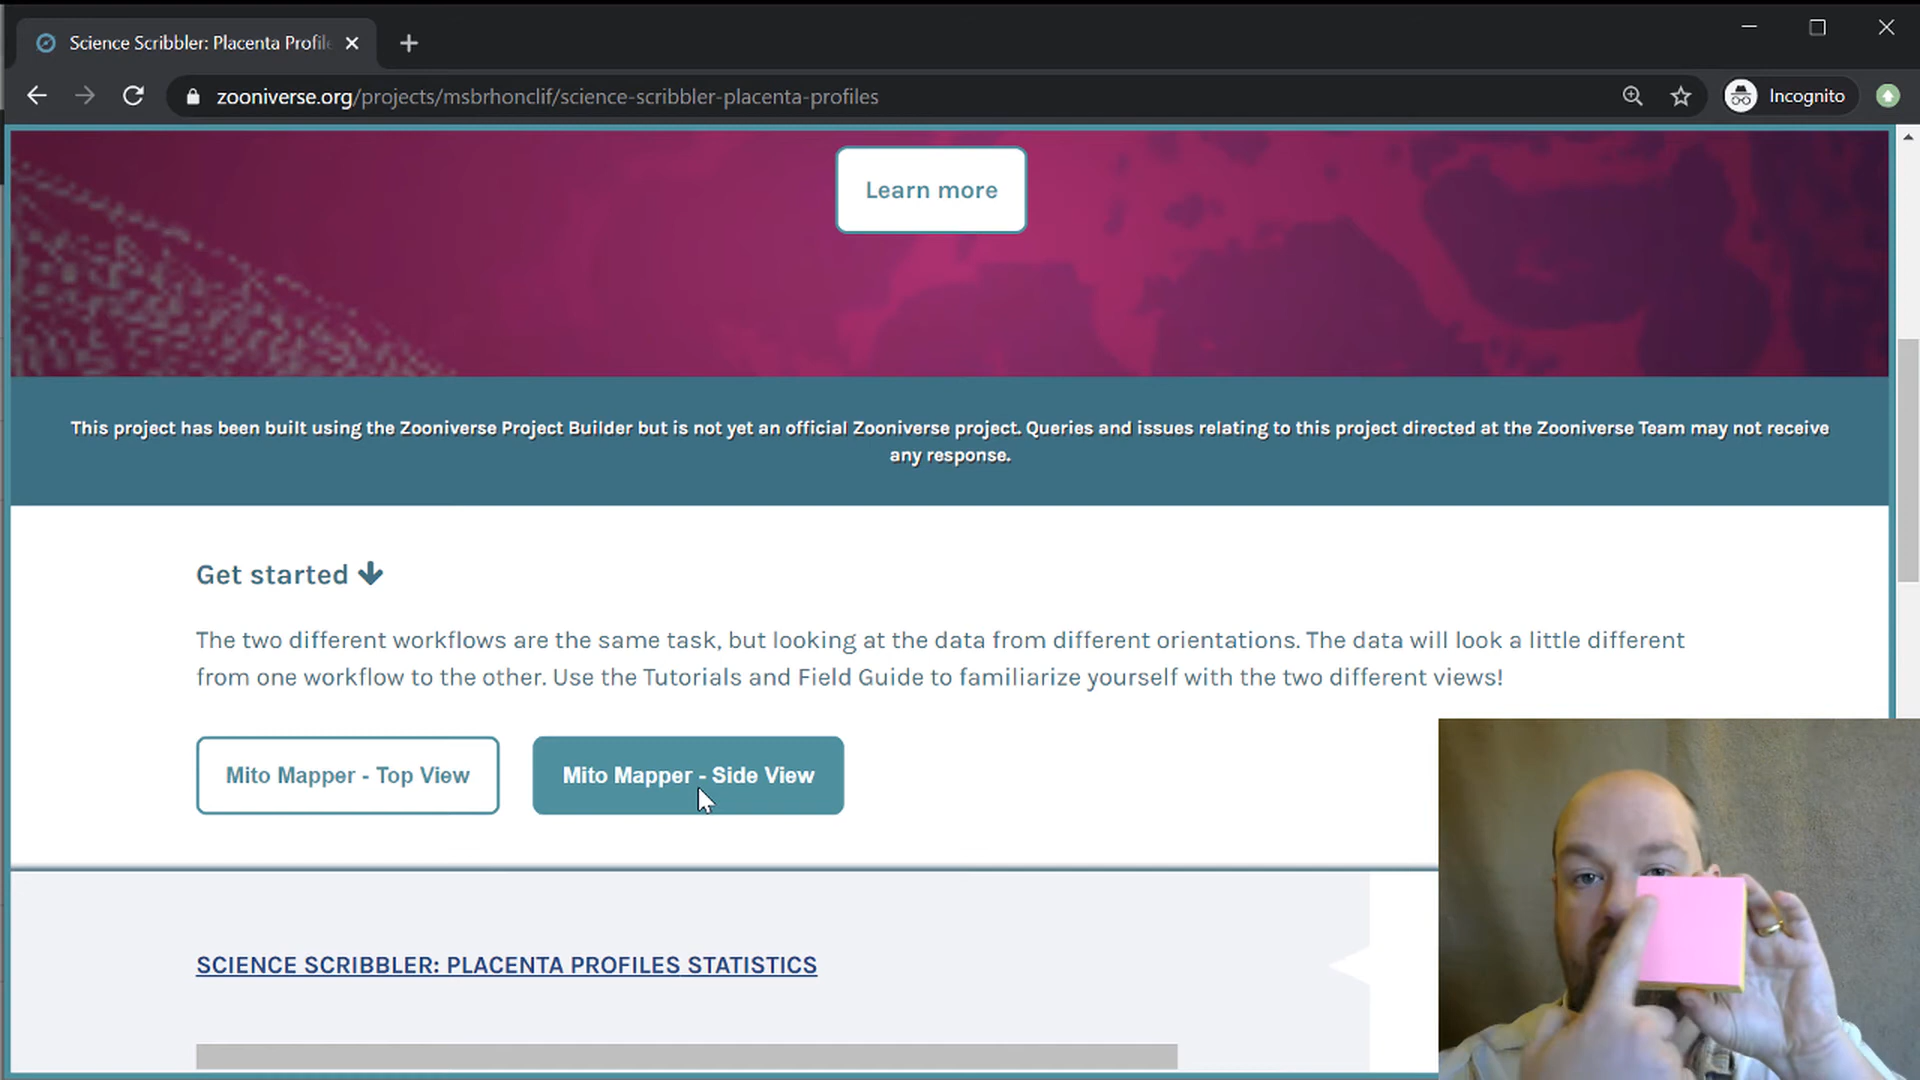 Science Scribbler: Placenta Profile
zooniverse.org/projects/msbrhonclif/science-scribbler-placenta-profiles
Incognito
Learn more
This project has been built using the Zooniverse Project Builder but is not yet an official Zooniverse project. Queries and issues relating to this project directed at the Zooniverse Team may not receive
any response.
Get started
The two different workflows are the same task, but looking at the data from different orientations. The data will look a little different
from one workflow to the other. Use the Tutorials and Field Guide to familiarize yourself with the two different views!
Mito Mapper - Top View
Mito Mapper - Side View
SCIENCE SCRIBBLER: PLACENTA PROFILES STATISTICS